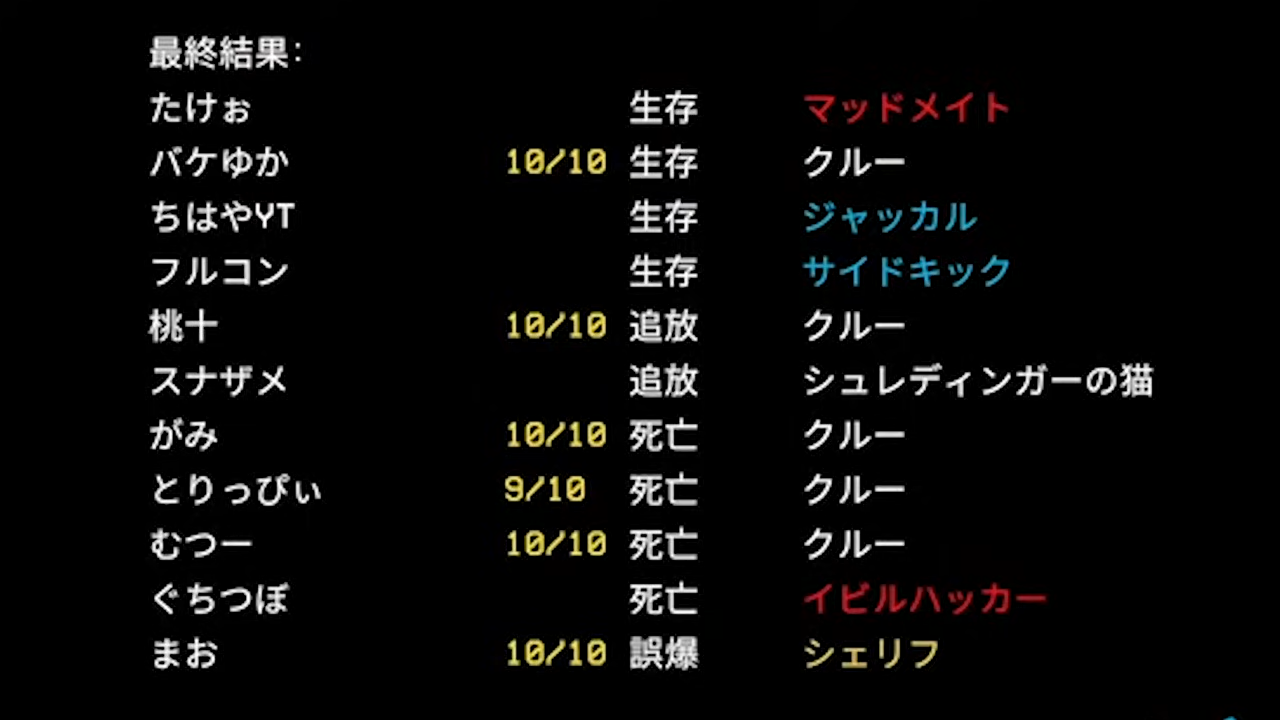 最終結果:
たけぉ 生存 マッドメイト
バケゆか 10/10 生存 クルー
ちはやYT 生存 ジャッカル
フルコン 生存 サイドキック
桃十 10/10 追放 クルー
スナザメ 追放 シュレディンガーの猫
がみ 10/10 死亡 クルー
とりっぴぃ 9/10 死亡 クルー
むつー 10/10 死亡 クルー
ぐちつぼ 死亡 イビルハッカー
まお 10/10 誤爆 シェリフ